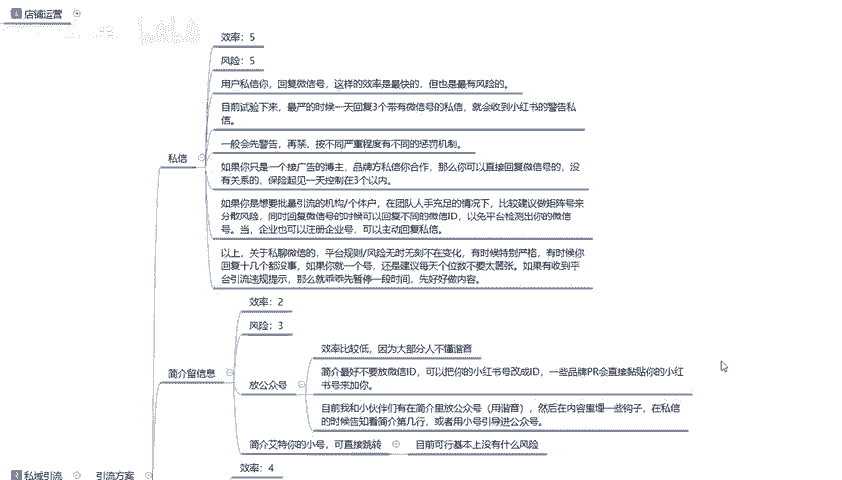 1 店铺运营
效率：5
风险：5
用户私信你，回复微信号，这样的效率是最快的，但也是最有风险的。
目前试验下来，最严的时候一天回复3个带有微信号的私信，就会收到小红书的警告私
信。
一般会先警告，再禁，按不同严重程度有不同的惩罚机制。
私信
如果你只是一个接广告的博主，品牌方私信你合作，那么你可以直接回复微信号的，没
有关系的，保险起见一天控制在3个以内。
如果你是想要批量引流的机构/个体户，在团队人手充足的情况下，比较建议做矩阵号来
分散风险，同时回复微信号的时候可以回复不同的微信ID，以免平台检测出你的微信
号。当，企业也可以注册企业号，可以主动回复私信。
以上，关于私聊微信的，平台规则/风险无时无刻不在变化，有时候特别严格，有时候你
回复十几个都没事，如果你就一个号，还是建议每天个位数不要太嚣张。如果有收到平
台引流违规提示，那么就乖乖先暂停一段时间，先好好做内容。
效率：2
风险：3
效率比较低，因为大部分人不懂谐音
简介留信息
放公众号
简介最好不要放微信ID，可以把你的小红书号改成ID，一些品牌PR会直接黏贴你的小红
书号来加你。
目前我和小伙伴们有在简介里放公众号（用谐音），然后在内容里埋一些钩子，在私信
的时候告知看简介第几行，或者用小号引导进公众号。
简介艾特你的小号，可直接跳转
目前可行基本上没有什么风险
效率：4
2 私域引流
引流方案